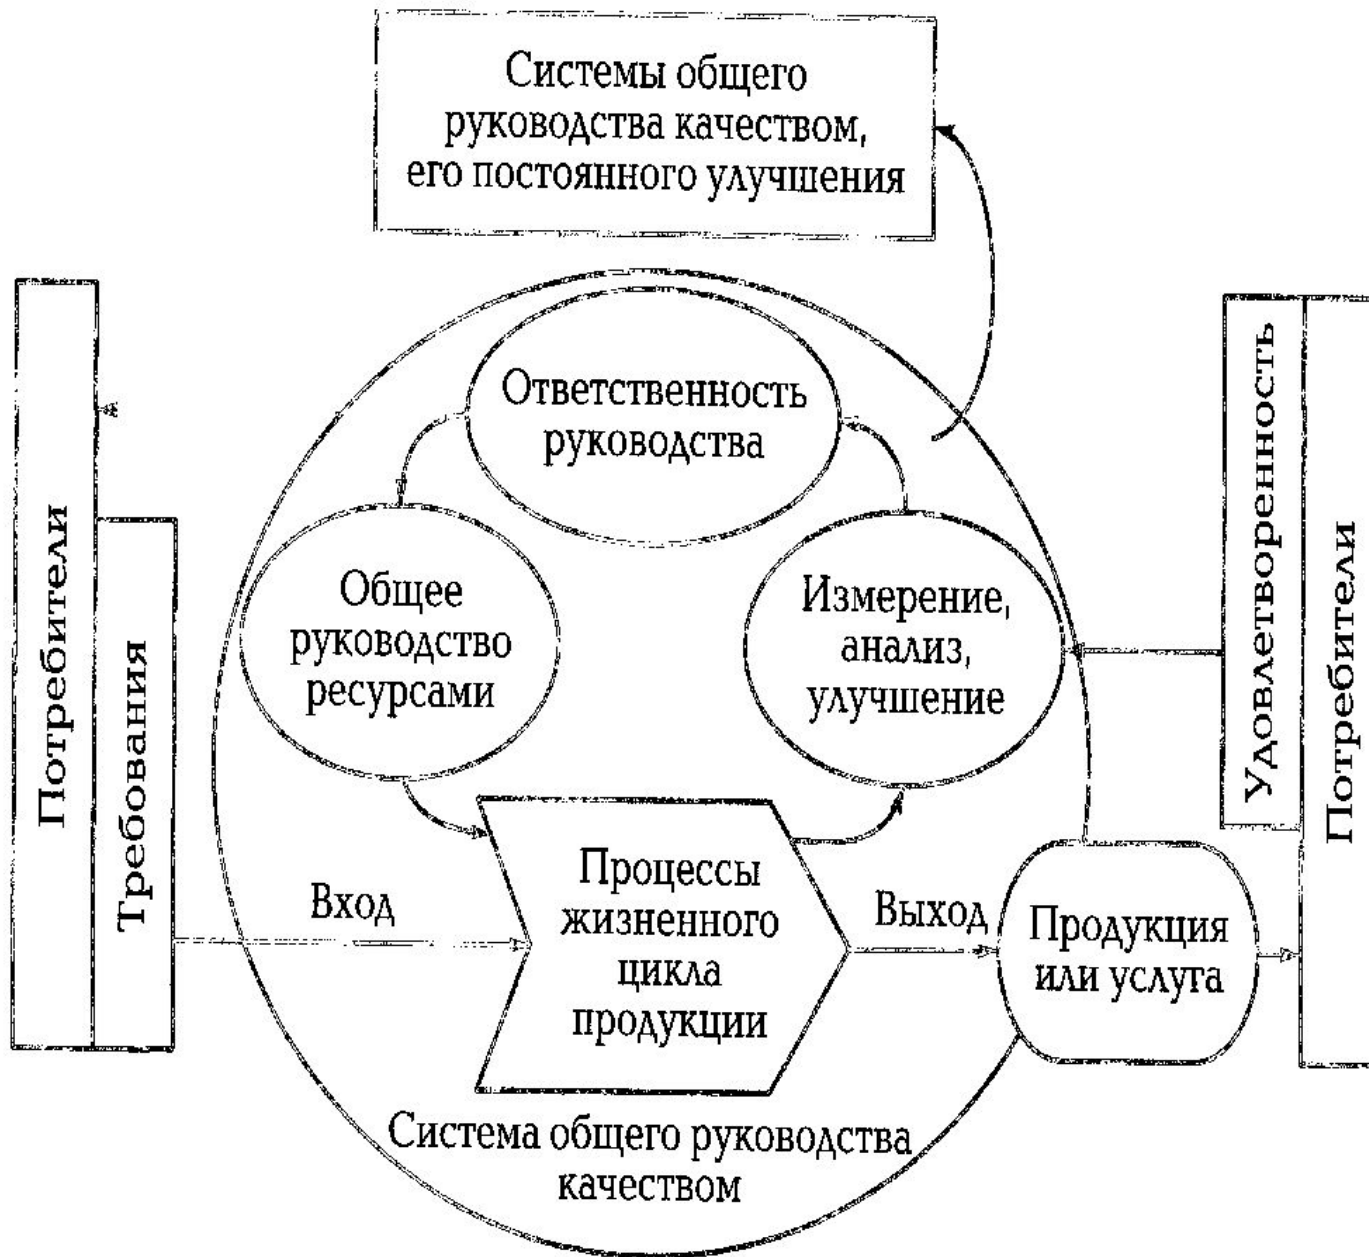 Системы общего
руководства качеством,
его постоянного улучшения
Ответственность
руководства
Общее
руководство
ресурсами
Измерение,
анализ,
улучшение
Потребители
Требования
Удовлетворенность
Потребители
Вход
Процессы
жизненного
цикла
продукции
Выход
Продукция
или услуга
Система общего руководства
качеством